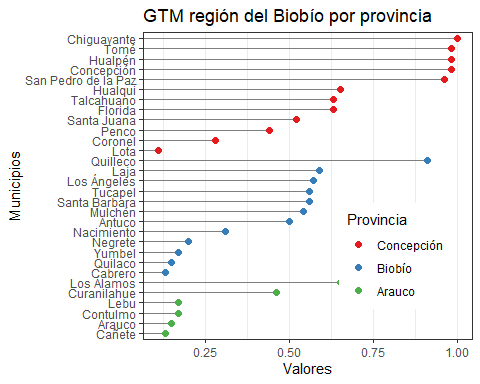 GTM región del Biobío por provincia
Chiguayante
Tomé
Hualpén
Concepción
San Pedro de la Paz
Hualqui
Talcahuano
Florida
Santa Juana
Penco
Coronel
Lota
Quilleco
Laja
Los Ángeles
Tucapel
Santa Bárbara
Mulchén
Antuco
Nacimiento
Negrete
Yumbel
Quilaco
Cabrero
Los Álamos
Curanilahue
Lebu
Contulmo
Arauco
Cañete
Municipios
Provincia
Concepción
Biobío
Arauco
0.25
0.50
0.75
1.00
Valores